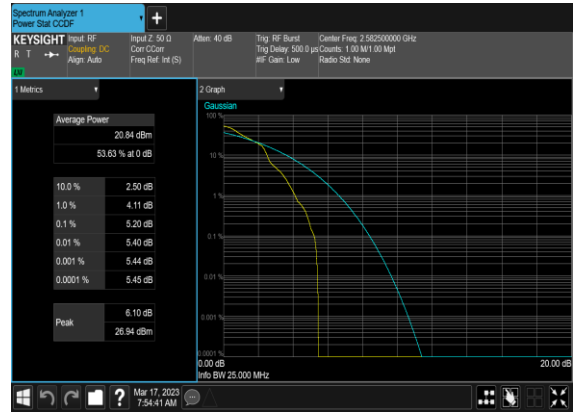 Spectrum Analyzer 1
Power Stat CCDF
KEYSIGHT
R T
LW
Input: RF
Coupling: DC
Align: Auto
Input Z: 50 Ω
Corr CCorr
Freq Ref: Int (S)
Atten: 40 dB
Trig: RF Burst
Trig Delay: 500.0 µs
#IF Gain: Low
Center Freq: 2.582500000 GHz
Counts: 1.00 M/1.00 Mpt
Radio Std: None
1 Metrics
Average Power
20.84 dBm
53.63 % at 0 dB
10.0 % 2.50 dB
1.0 % 4.11 dB
0.1 % 5.20 dB
0.01 % 5.40 dB
0.001 % 5.44 dB
0.0001 % 5.45 dB
Peak
6.10 dB
26.94 dBm
2 Graph
Gaussian
100 %
10 %
1 %
0.1 %
0.01 %
0.001 %
0.0001 %
0.00 dB
20.00 dB
Info BW 25.000 MHz
?
Mar 17, 2023
7:54:41 AM